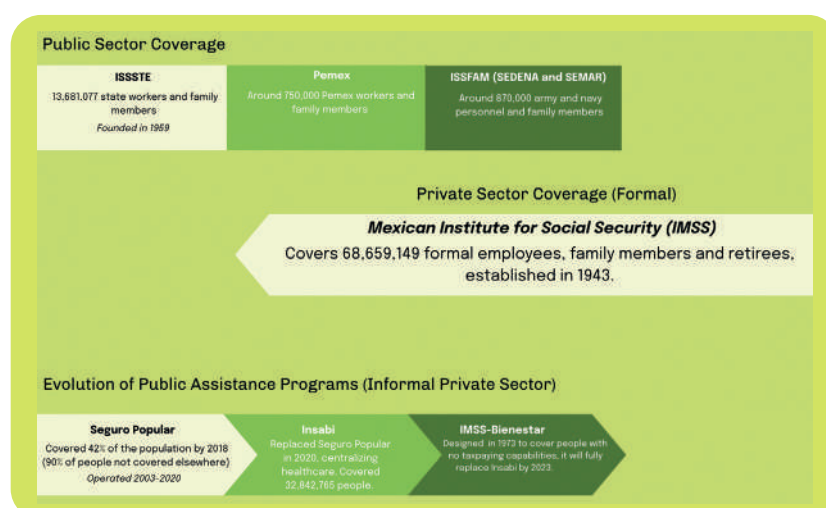 Public Sector Coverage
ISSSTE
13,681,077 state workers and family
members
Founded in 1959
Pemex
Around 750,000 Pemex workers and
family members
ISSFAM (SEDENA and SEMAR)
Around 870,000 army and navy
personnel and family members
Private Sector Coverage (Formal)
Mexican Institute for Social Security (IMSS)
Covers 68,659,149 formal employees, family members and retirees,
established in 1943.
Evolution of Public Assistance Programs (Informal Private Sector)
Seguro Popular
Covered 42% of the population by 2018
(90% of people not covered elsewhere)
Operated 2003-2020
Insabi
Replaced Seguro Popular
in 2020, centralizing
healthcare. Covered
32,842,765 people.
IMSS-Bienestar
Designed in 1973 to cover people with
no taxpaying capabilities, it will fully
replace Insabi by 2023.